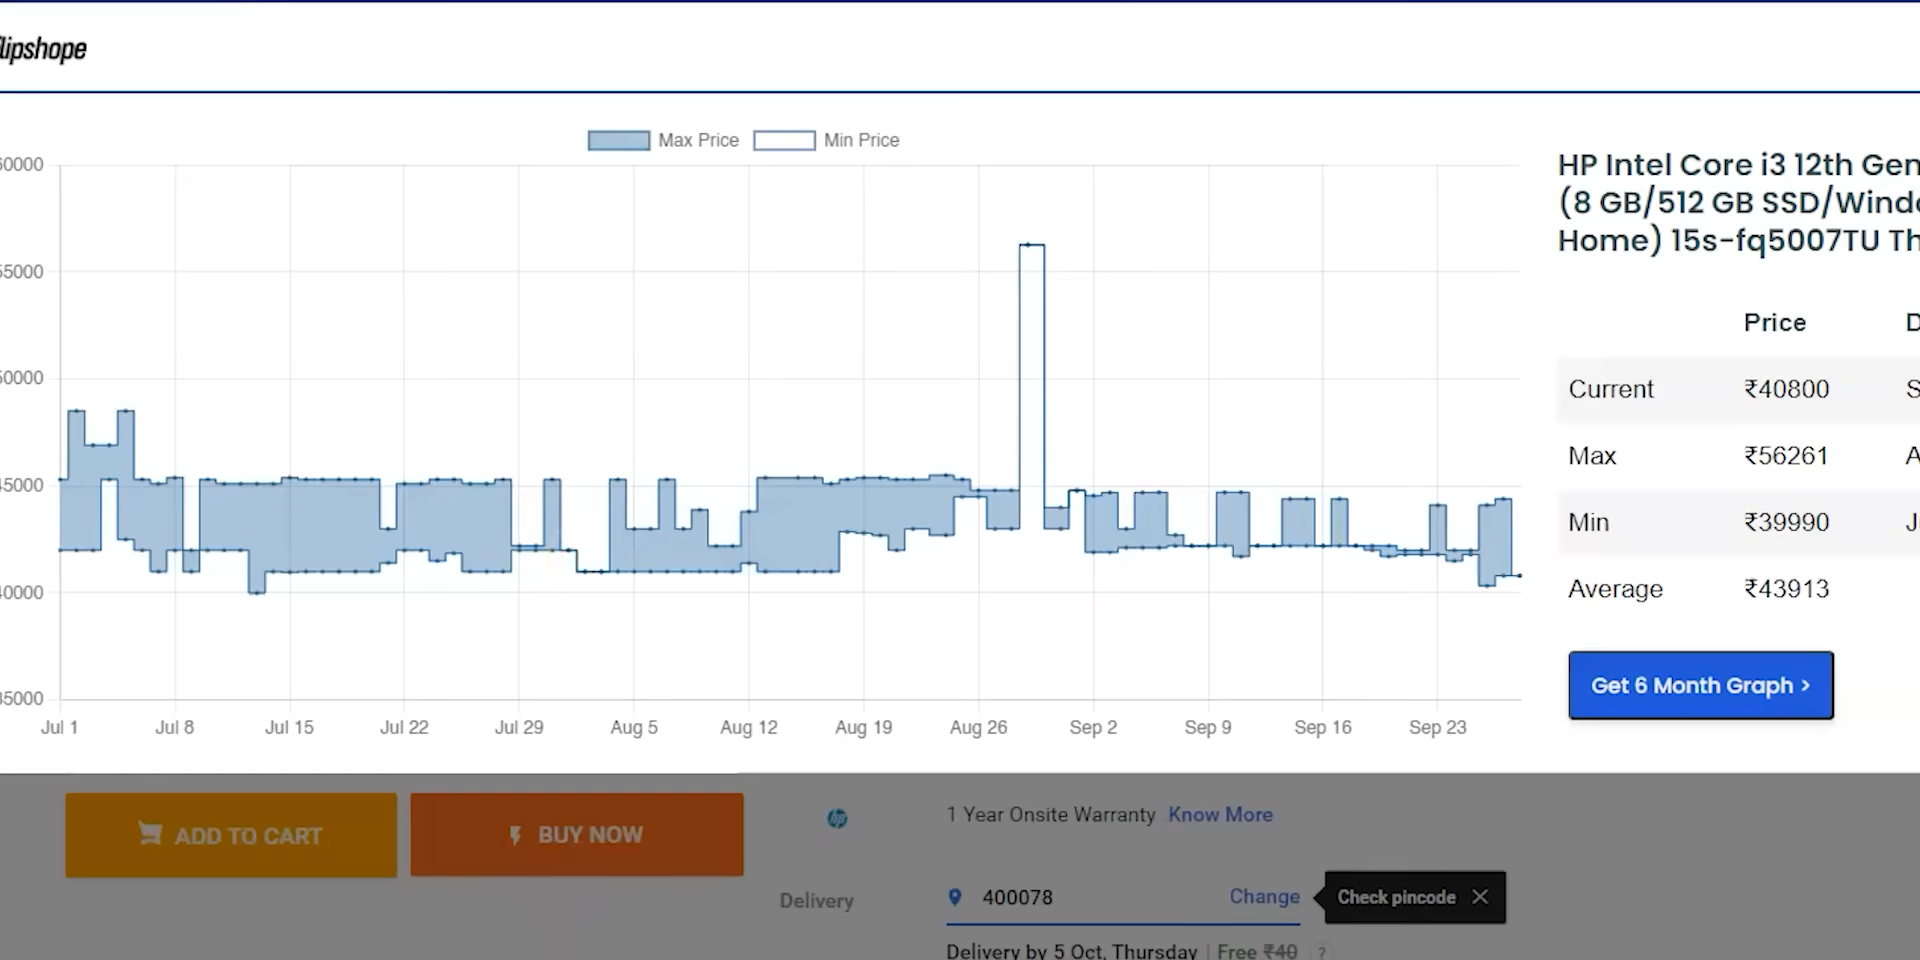 lipshope
Max Price Min Price
60000
55000
50000
45000
40000
35000
Jul 1 Jul 8 Jul 15 Jul 22 Jul 29 Aug 5 Aug 12 Aug 19 Aug 26 Sep 2 Sep 9 Sep 16 Sep 23
HP Intel Core i3 12th Gen
(8 GB/512 GB SSD/Windo
Home) 15s-fq5007TU Th
Price D
Current ₹40800 S
Max ₹56261 A
Min ₹39990 J
Average ₹43913
Get 6 Month Graph >
ADD TO CART
BUY NOW
hp
1 Year Onsite Warranty Know More
Delivery
400078 Change
Check pincode ×
Delivery by 5 Oct, Thursday | Free ₹40 ?